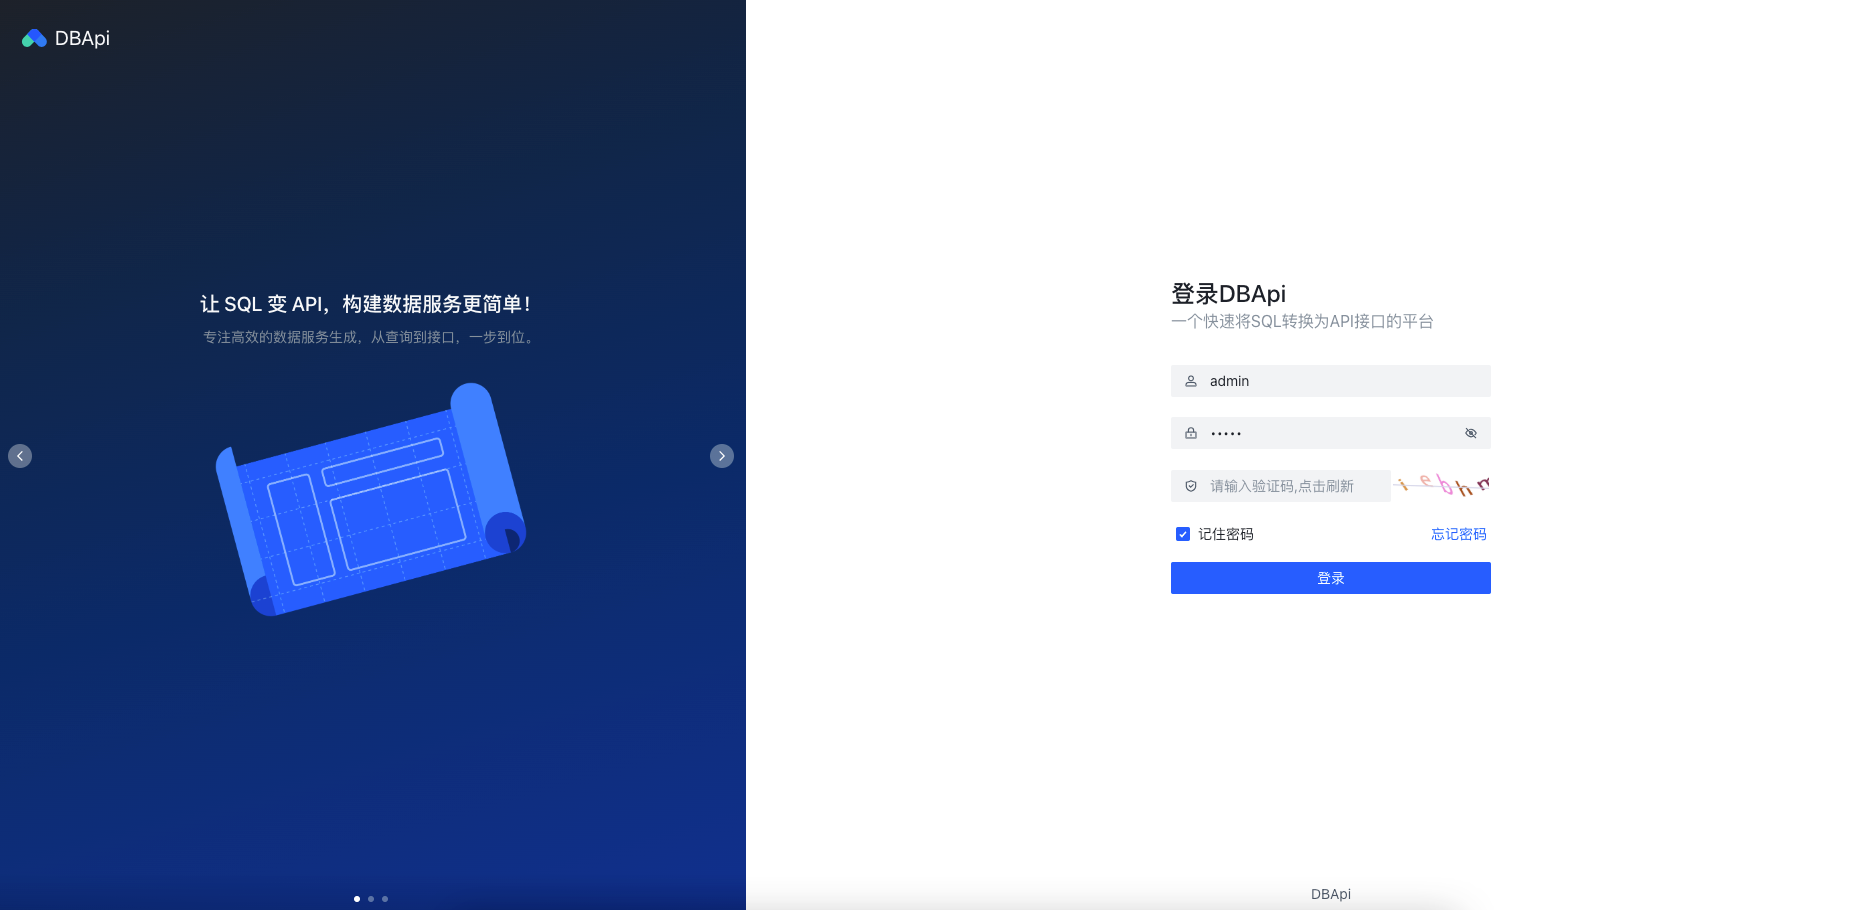 DBApi
让 SQL 变 API，构建数据服务更简单！
专注高效的数据服务生成，从查询到接口，一步到位。
登录DBApi
一个快速将SQL转换为API接口的平台
admin
•••••
请输入验证码,点击刷新
记住密码 忘记密码
登录
DBApi